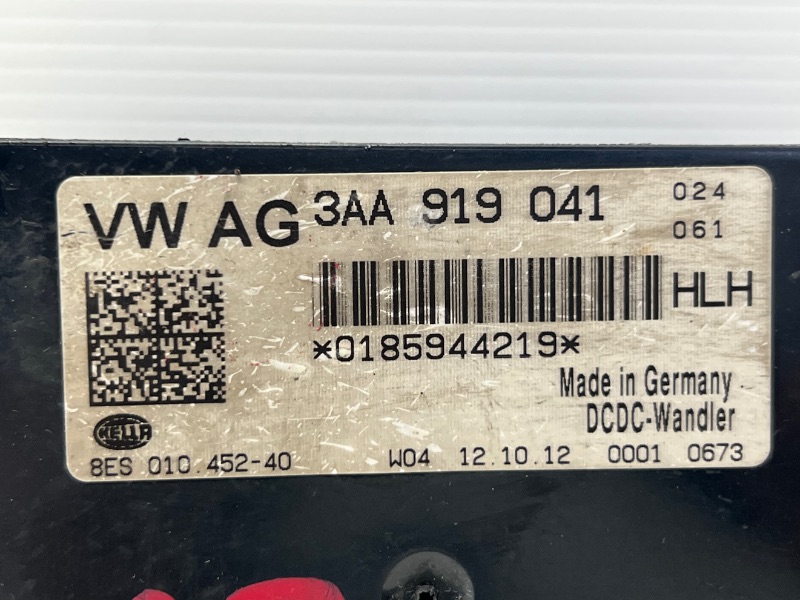 VW AG 3AA 919 041 024
061
HLH
*0185944219*
Made in Germany
DCDC-Wandler
HELLA
8ES 010.452-40 W04 12.10.12 0001 0673